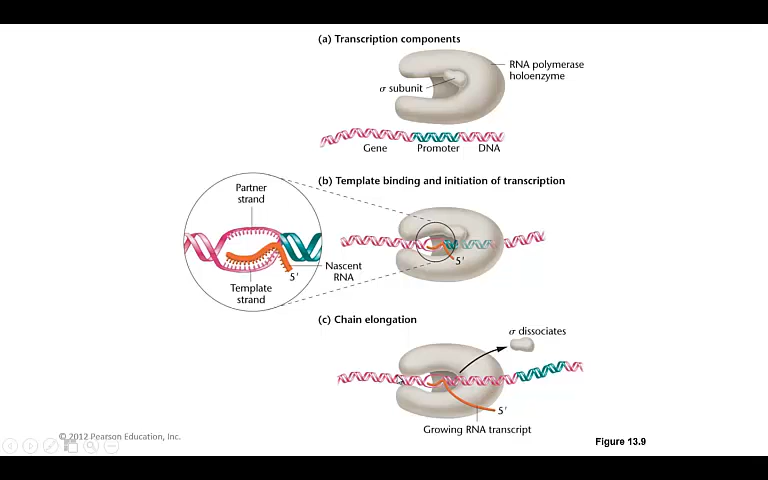 (a) Transcription components
RNA polymerase
holoenzyme
σ subunit
Gene
Promoter
DNA
(b) Template binding and initiation of transcription
Partner
strand
5'
Nascent
RNA
5'
Template
strand
(c) Chain elongation
σ dissociates
5'
Growing RNA transcript
© 2012 Pearson Education, Inc.
Figure 13.9